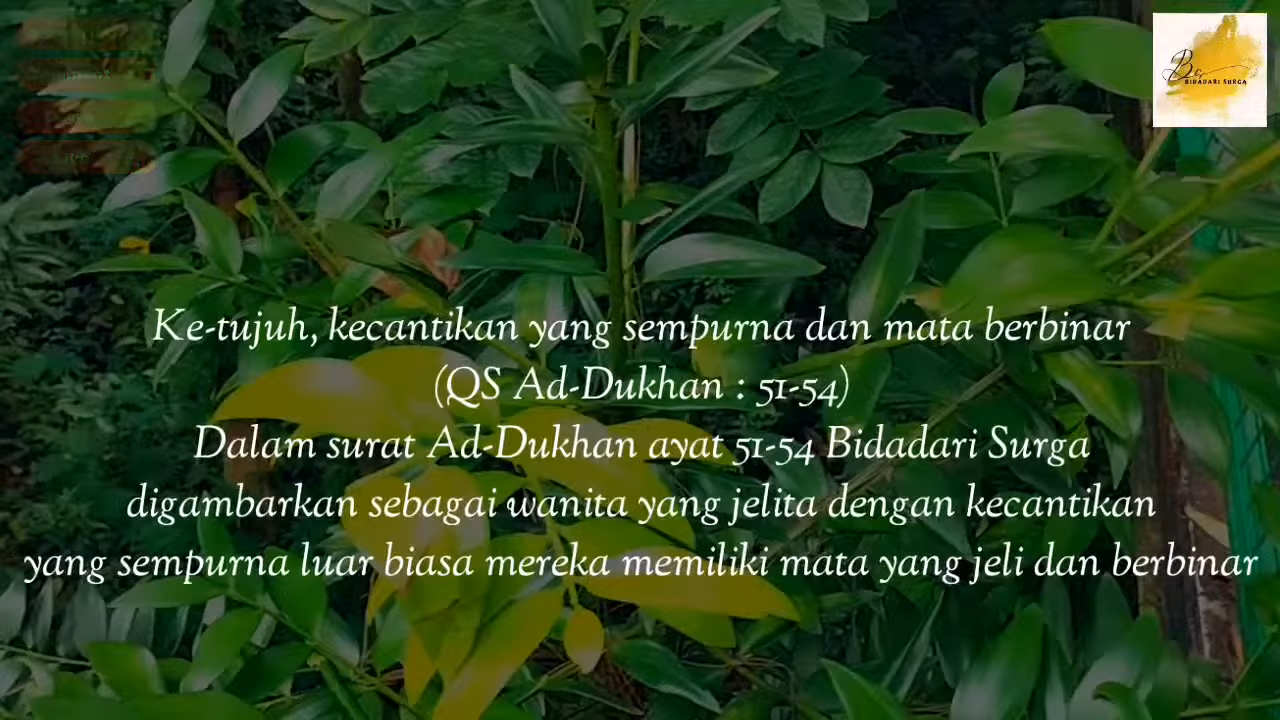 Bs
BIDADARI SURGA
Ke-tujuh, kecantikan yang sempurna dan mata berbinar
(QS Ad-Dukhan : 51-54)
Dalam surat Ad-Dukhan ayat 51-54 Bidadari Surga
digambarkan sebagai wanita yang jelita dengan kecantikan
yang sempurna luar biasa mereka memiliki mata yang jeli dan berbinar